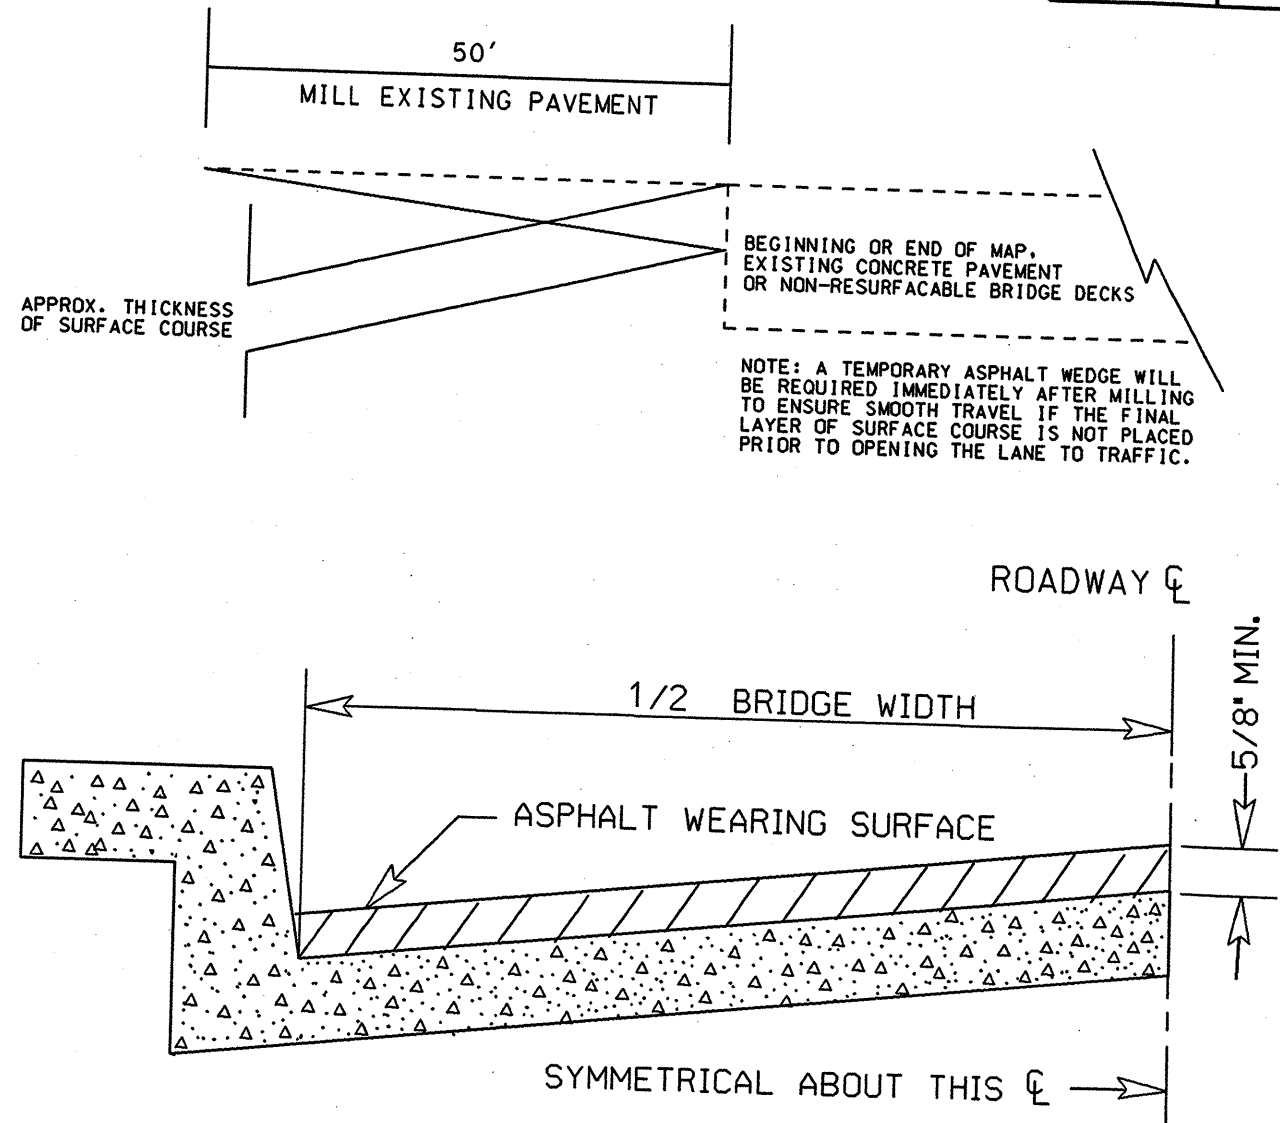 50'
MILL EXISTING PAVEMENT
BEGINNING OR END OF MAP,
EXISTING CONCRETE PAVEMENT
OR NON-RESURFACABLE BRIDGE DECKS
APPROX. THICKNESS
OF SURFACE COURSE
NOTE: A TEMPORARY ASPHALT WEDGE WILL
BE REQUIRED IMMEDIATELY AFTER MILLING
TO ENSURE SMOOTH TRAVEL IF THE FINAL
LAYER OF SURFACE COURSE IS NOT PLACED
PRIOR TO OPENING THE LANE TO TRAFFIC.
ROADWAY ℄
5/8" MIN.
1/2 BRIDGE WIDTH
ASPHALT WEARING SURFACE
SYMMETRICAL ABOUT THIS ℄